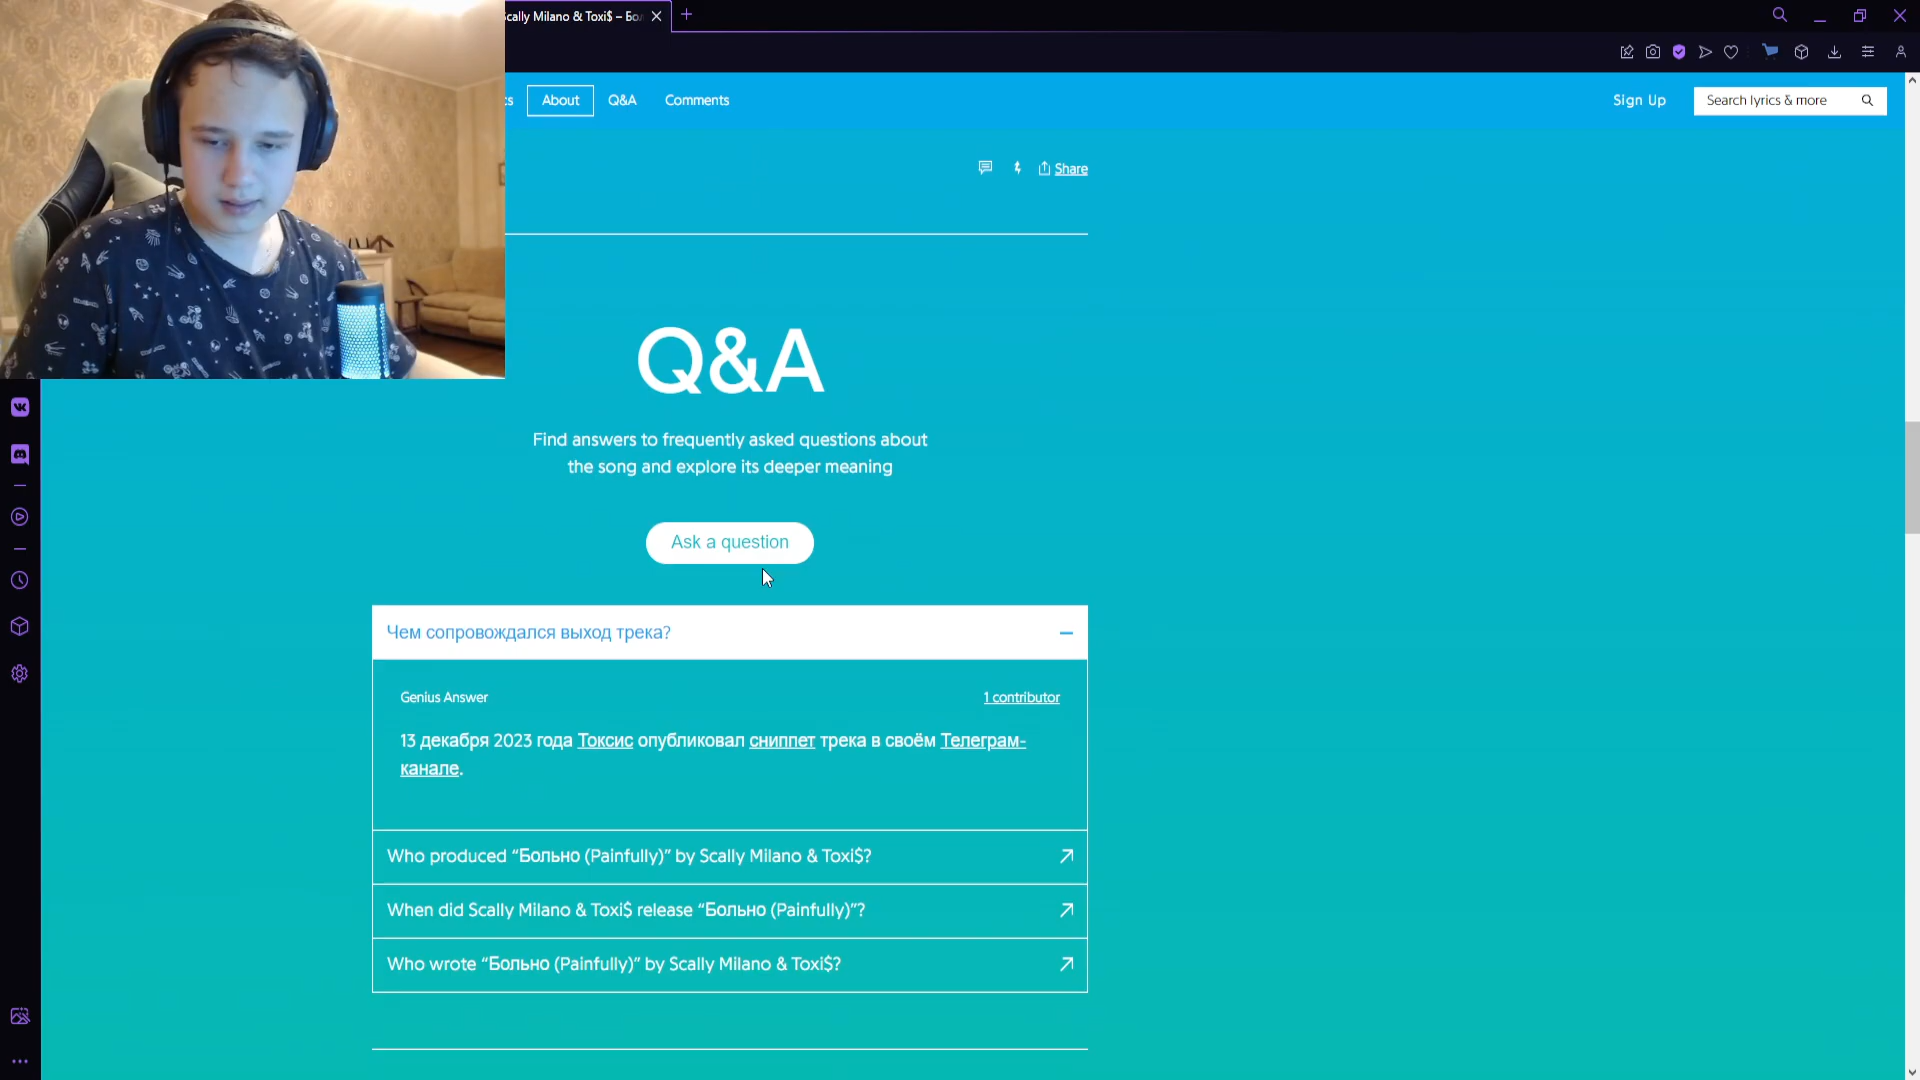 Scally Milano & Toxi$ – Бол
About
Q&A
Comments
Sign Up
Search lyrics & more
Share
Q&A
Find answers to frequently asked questions about
the song and explore its deeper meaning
Ask a question
Чем сопровождался выход трека?
Genius Answer
1 contributor
13 декабря 2023 года Токсис опубликовал сниппет трека в своём Телеграм-
канале.
Who produced “Больно (Painfully)” by Scally Milano & Toxi$?
When did Scally Milano & Toxi$ release “Больно (Painfully)”?
Who wrote “Больно (Painfully)” by Scally Milano & Toxi$?